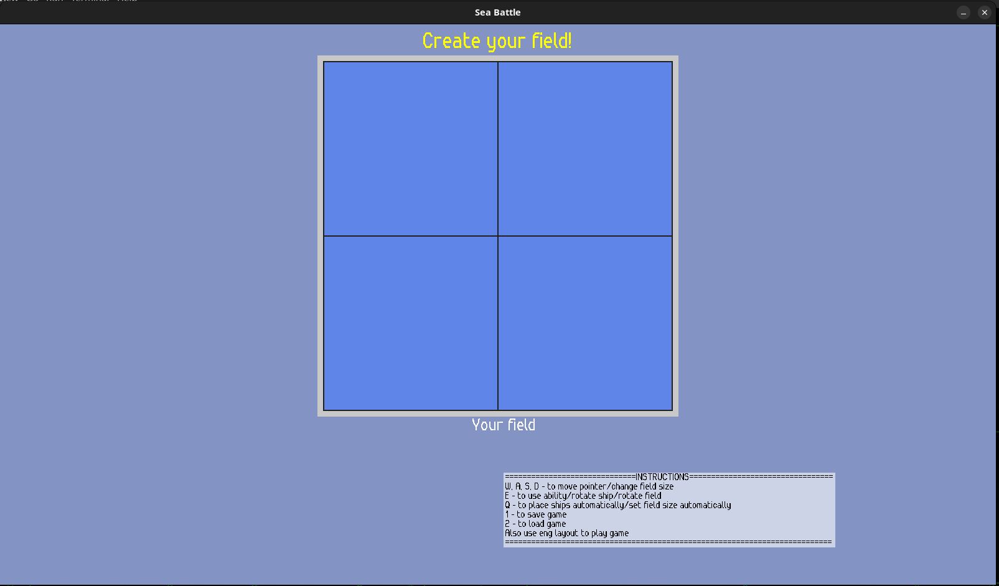 Sea Battle
Create your field!
Your field
==============================INSTRUCTIONS=================================
W, A, S, D - to move pointer/change field size
E - to use ability/rotate ship/rotate field
Q - to place ships automatically/set field size automatically
1 - to save game
2 - to load game
Also use eng layout to play game
===========================================================================